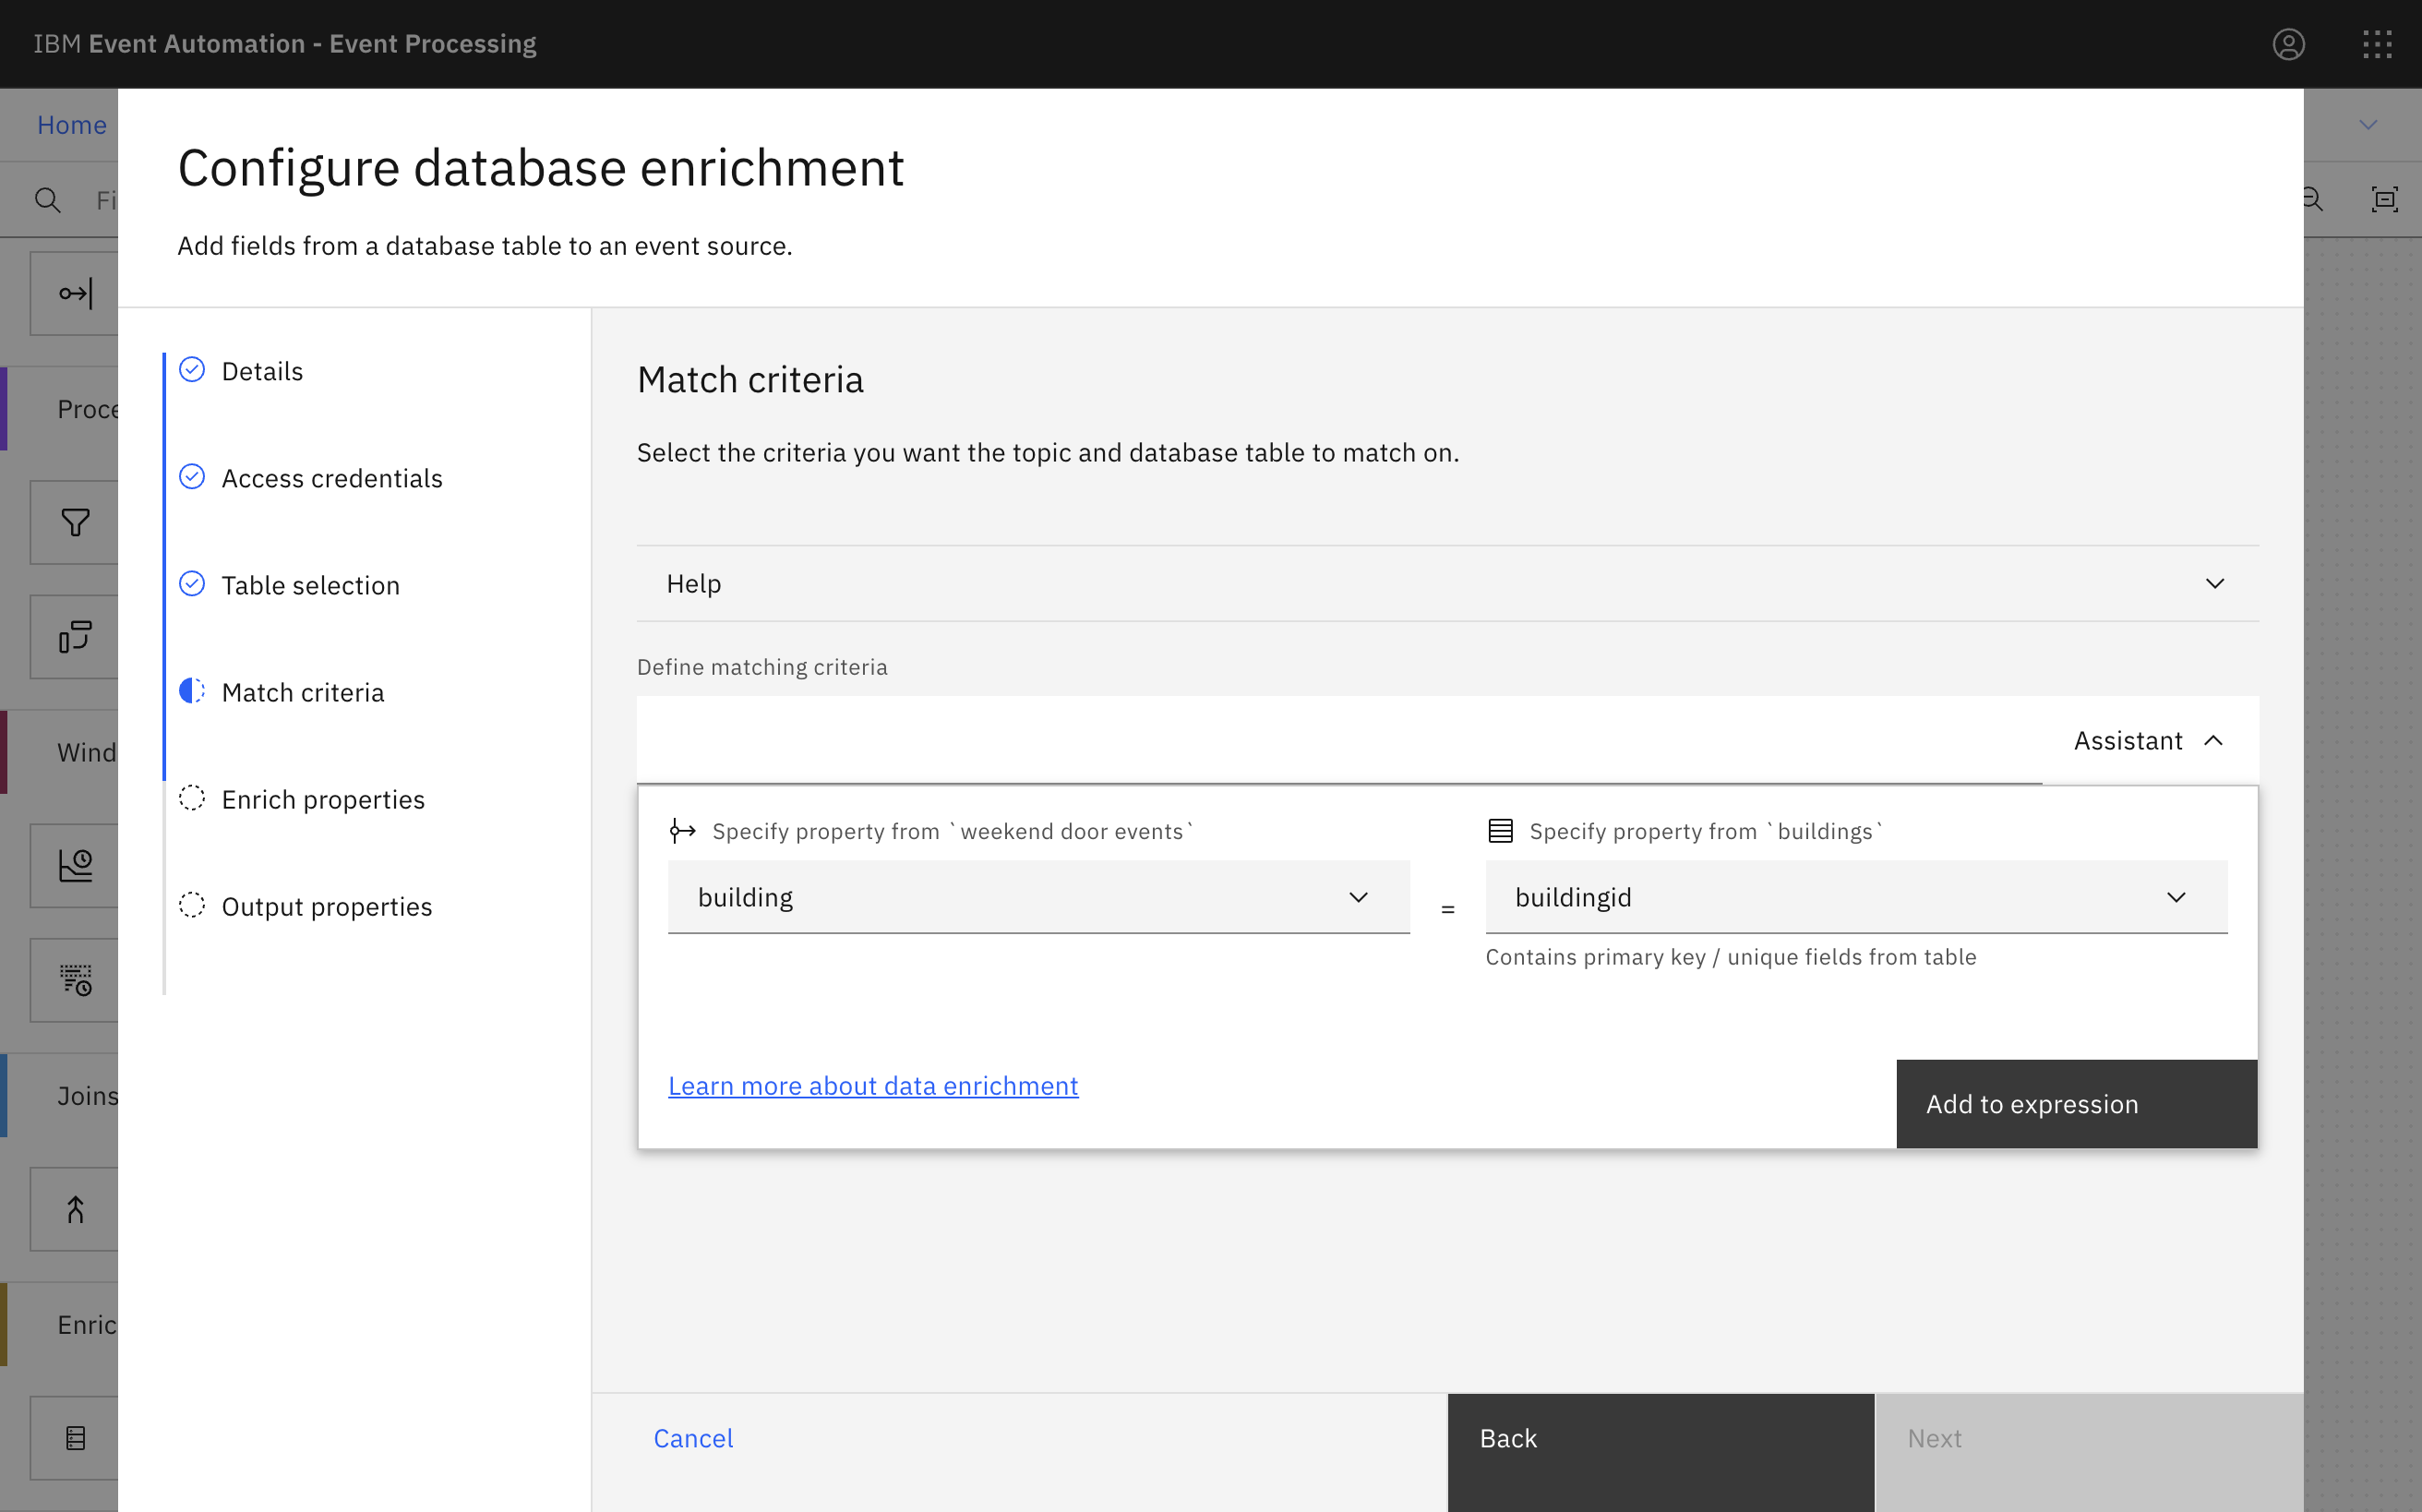 IBM Event Automation - Event Processing
Home
Configure database enrichment
Add fields from a database table to an event source.
Fi
Proce
Wind
Joins
Enric
Details
Access credentials
Table selection
Match criteria
Enrich properties
Output properties
Match criteria
Select the criteria you want the topic and database table to match on.
Help
Define matching criteria
Assistant
Specify property from `weekend door events`
Specify property from `buildings`
building
=
buildingid
Contains primary key / unique fields from table
Learn more about data enrichment
Add to expression
Cancel
Back
Next